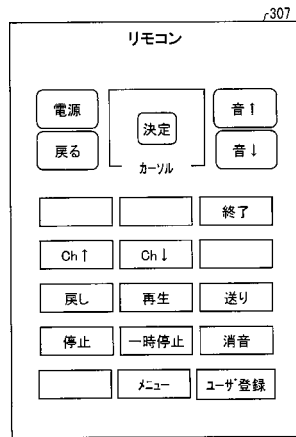 307
リモコン
電源
決定
音↑
戻る
音↓
カーソル
終了
Ch↑
Ch↓
戻し
再生
送り
停止
一時停止
消音
メニュー
ユーザ登録